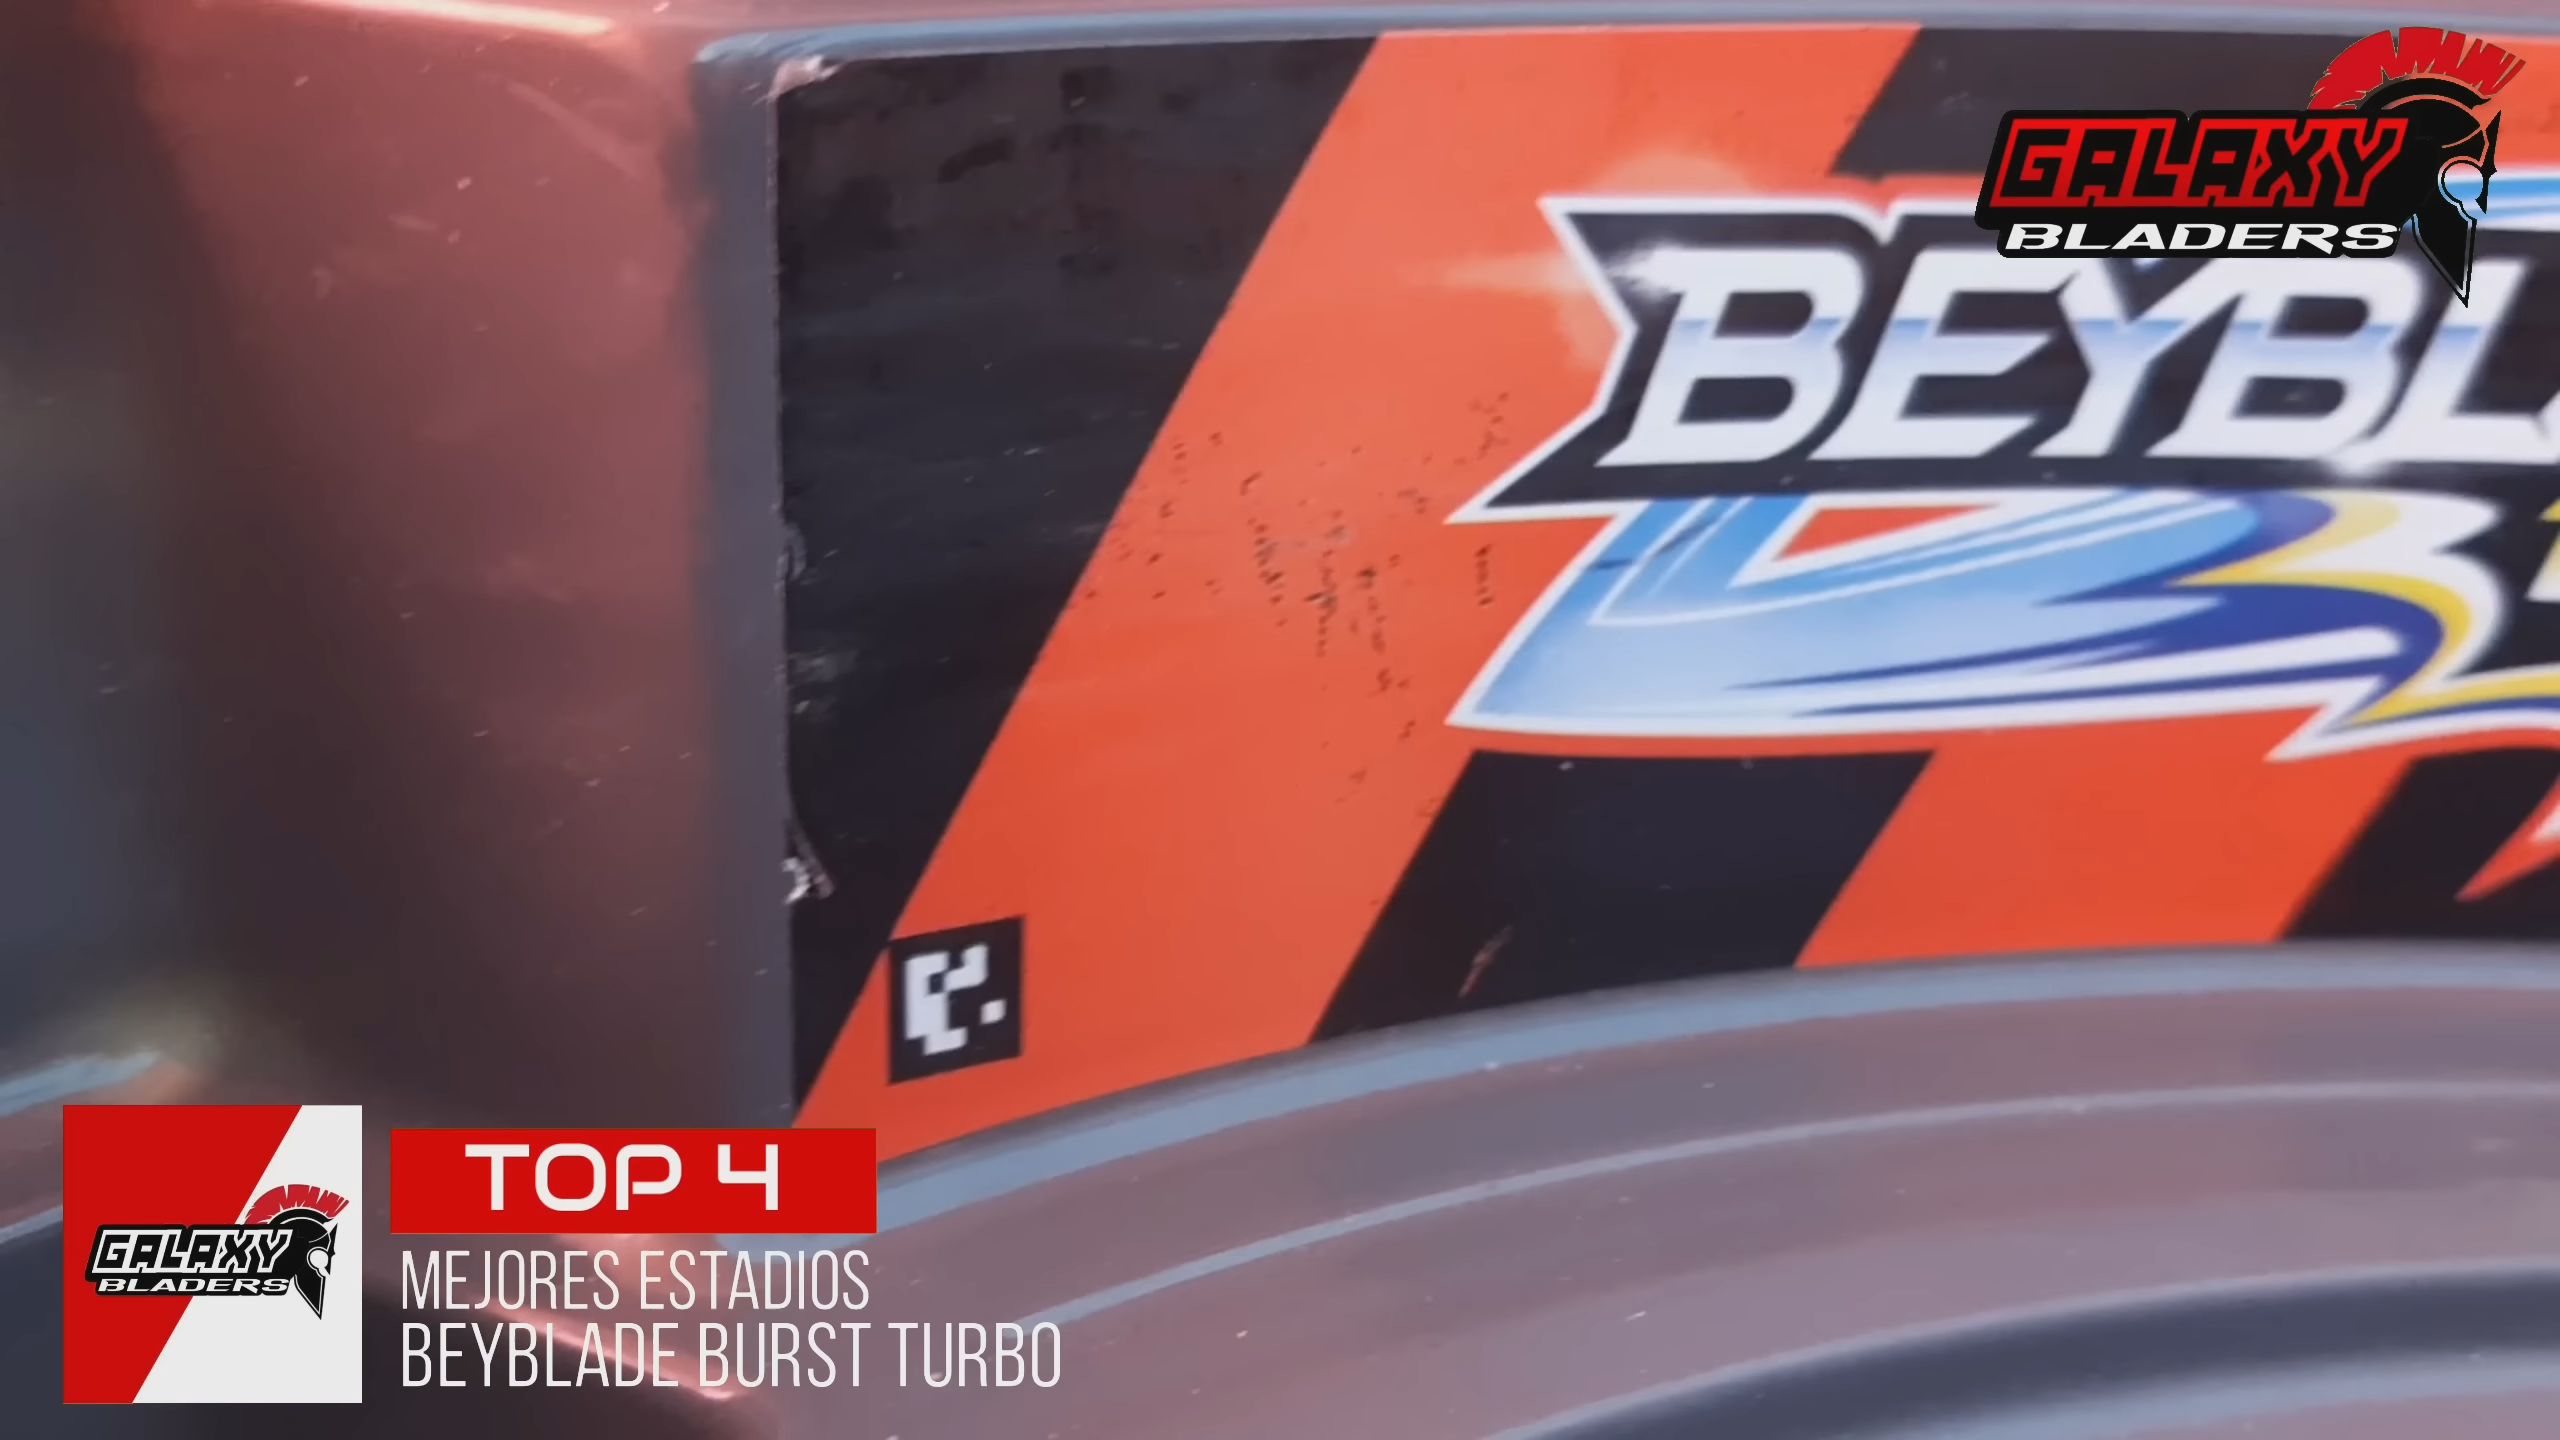 GALAXY
BLADERS
BEYBL
GALAXY
BLADERS
TOP 4
MEJORES ESTADIOS
BEYBLADE BURST TURBO